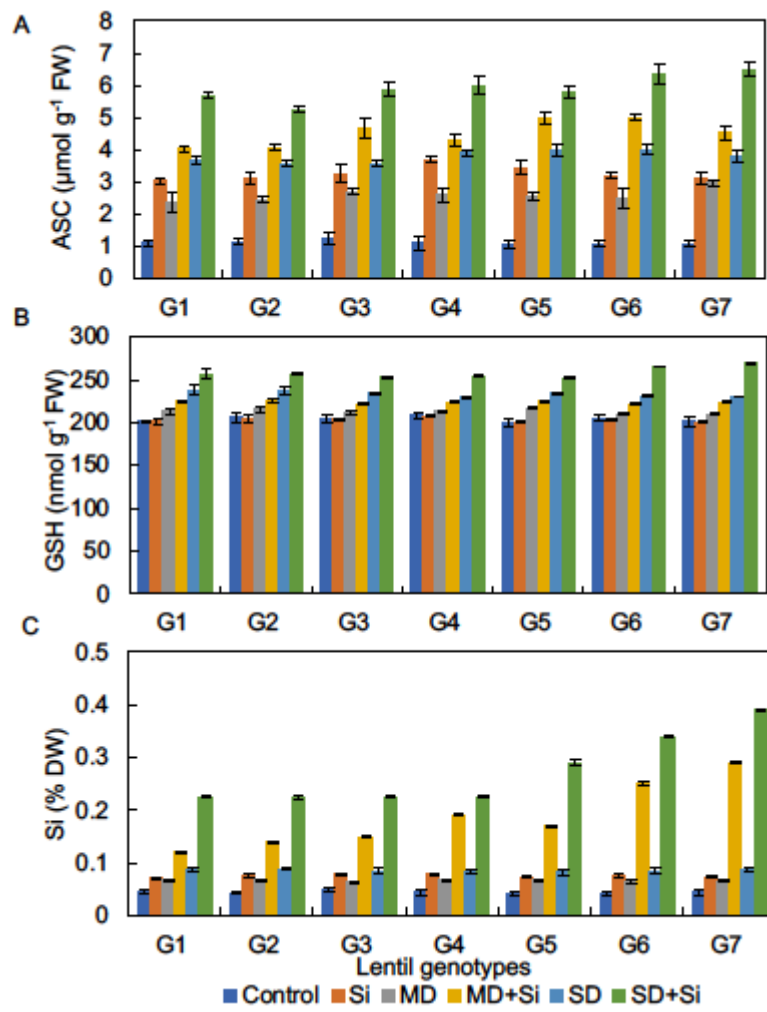 A
ASC (µmol g-1 FW)
8
7
6
5
4
3
2
1
0
G1 G2 G3 G4 G5 G6 G7
B
GSH (nmol g-1 FW)
300
250
200
150
100
50
0
G1 G2 G3 G4 G5 G6 G7
C
Si (% DW)
0.5
0.4
0.3
0.2
0.1
0
G1 G2 G3 G4 G5 G6 G7
Lentil genotypes
Control Si MD MD+Si SD SD+Si